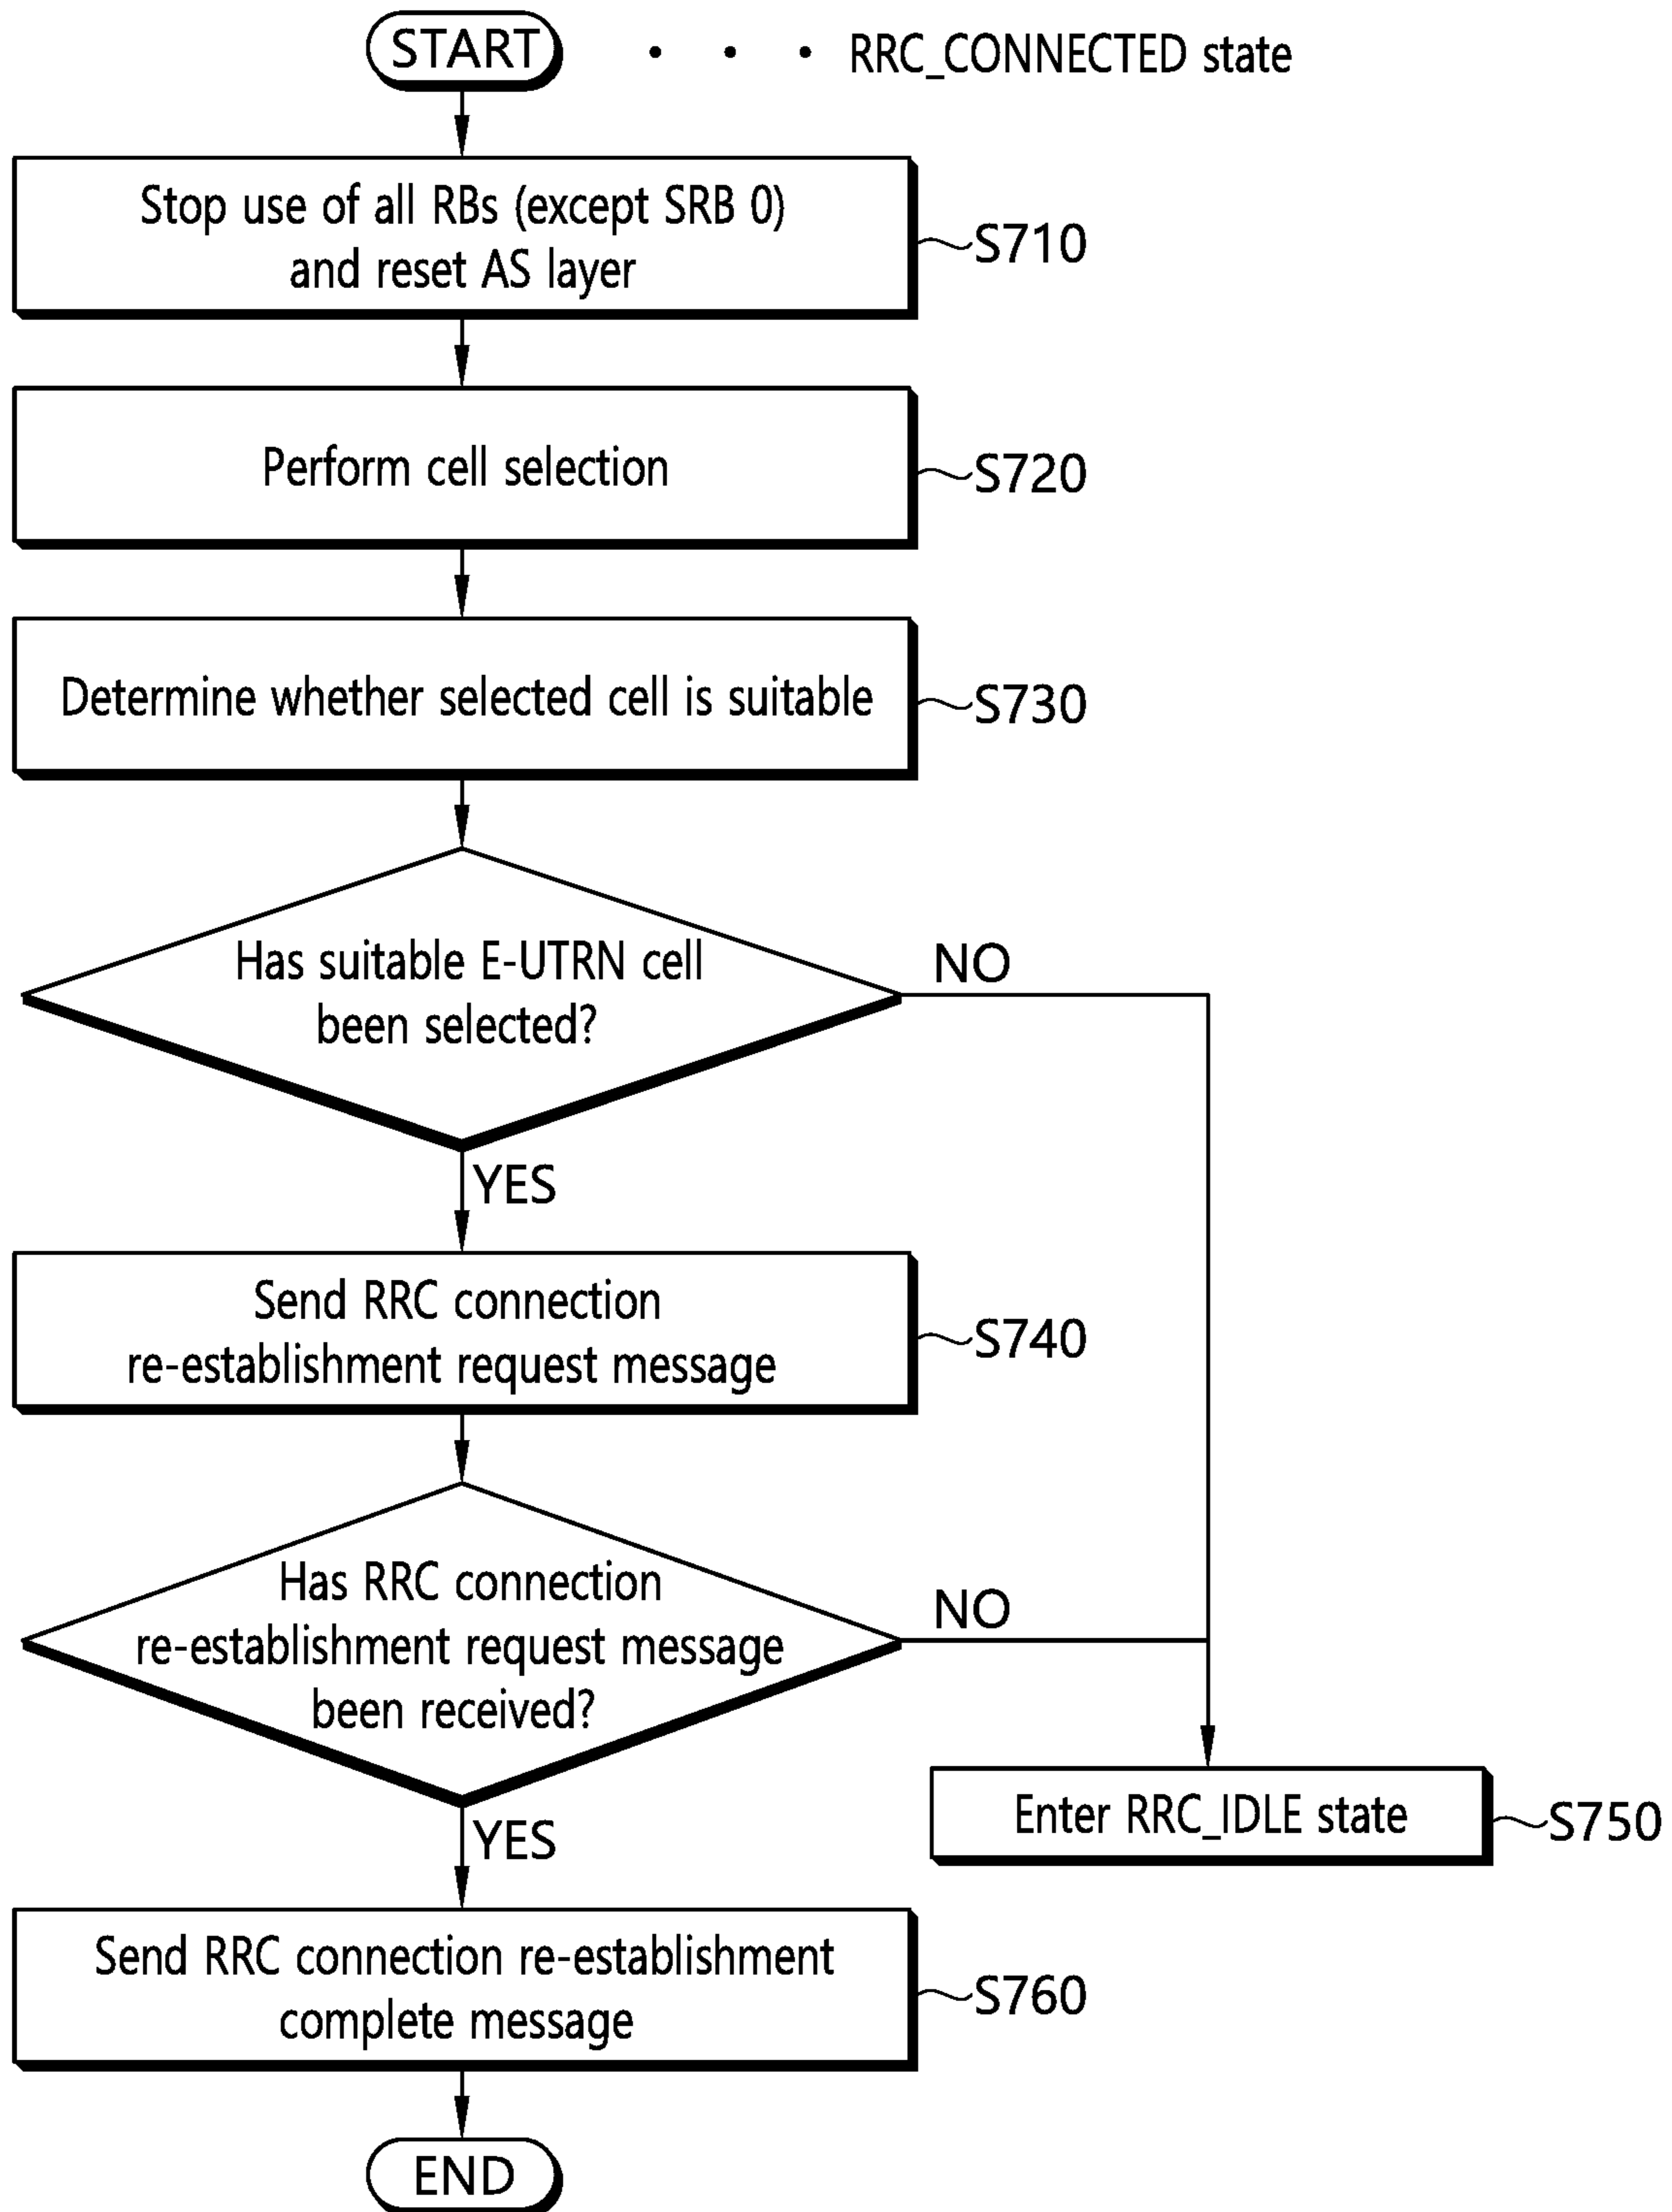 START
· · · RRC_CONNECTED state
Stop use of all RBs (except SRB 0)
and reset AS layer
S710
Perform cell selection
S720
Determine whether selected cell is suitable
S730
Has suitable E-UTRN cell
been selected?
NO
YES
Send RRC connection
re-establishment request message
S740
Has RRC connection
re-establishment request message
been received?
NO
YES
Enter RRC_IDLE state
S750
Send RRC connection re-establishment
complete message
S760
END